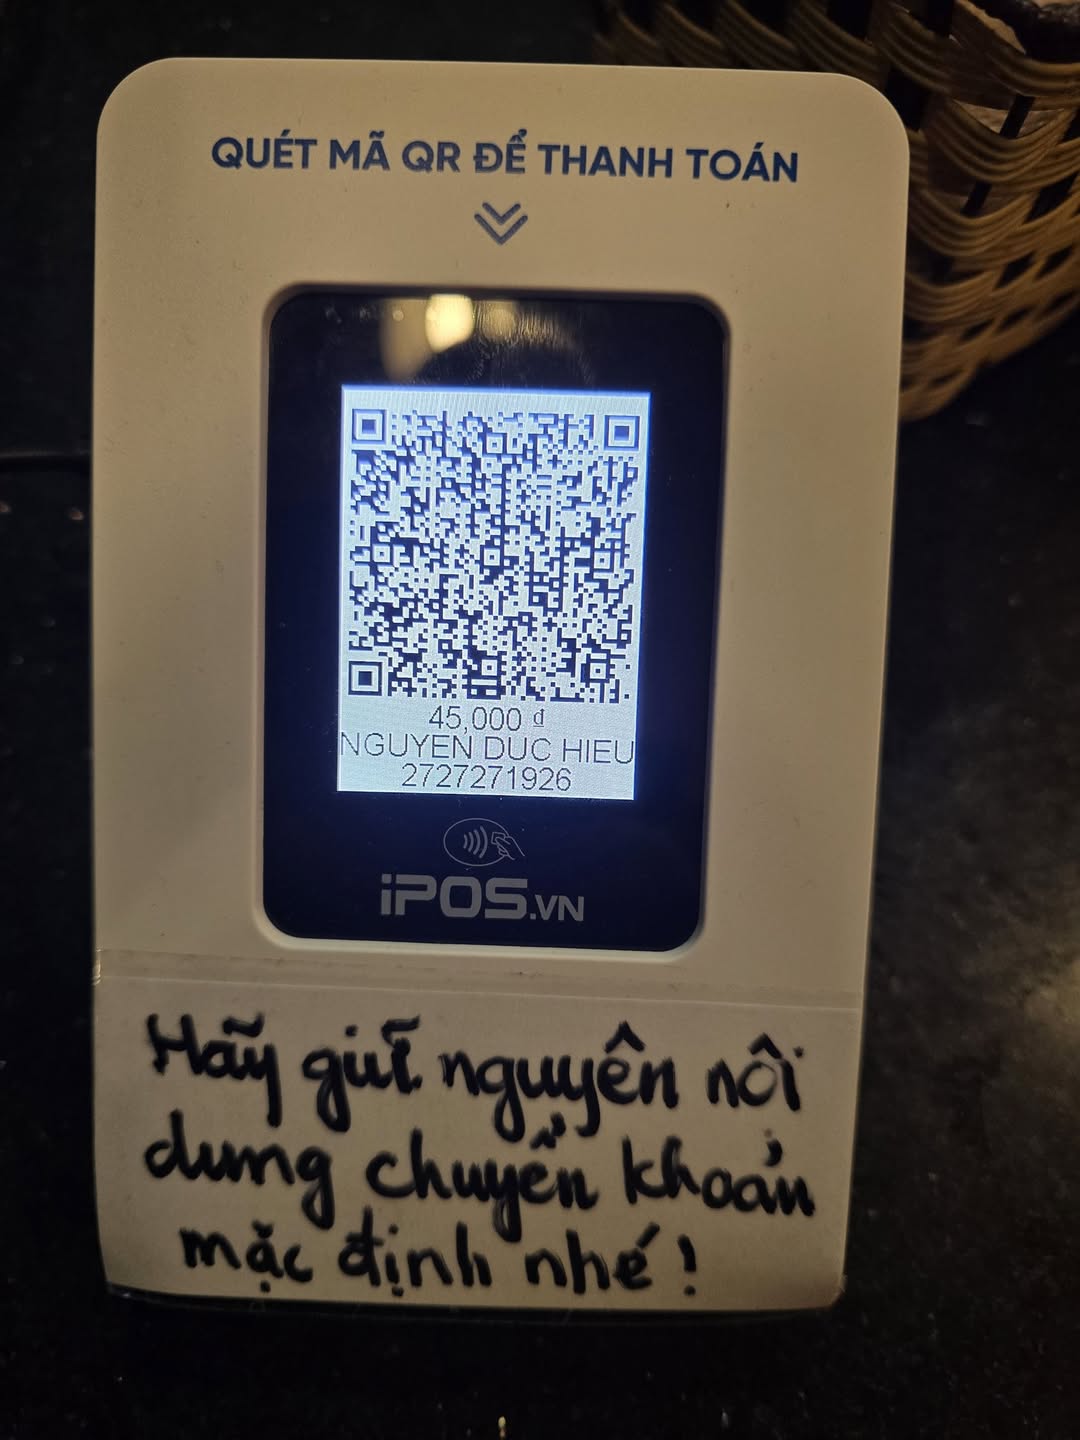 QUÉT MÃ QR ĐỂ THANH TOÁN
45,000 ₫
NGUYEN DUC HIEU
2727271926
iPOS.VN
Hãy giữ nguyên nôi
dung chuyển khoản
mặc định nhé!